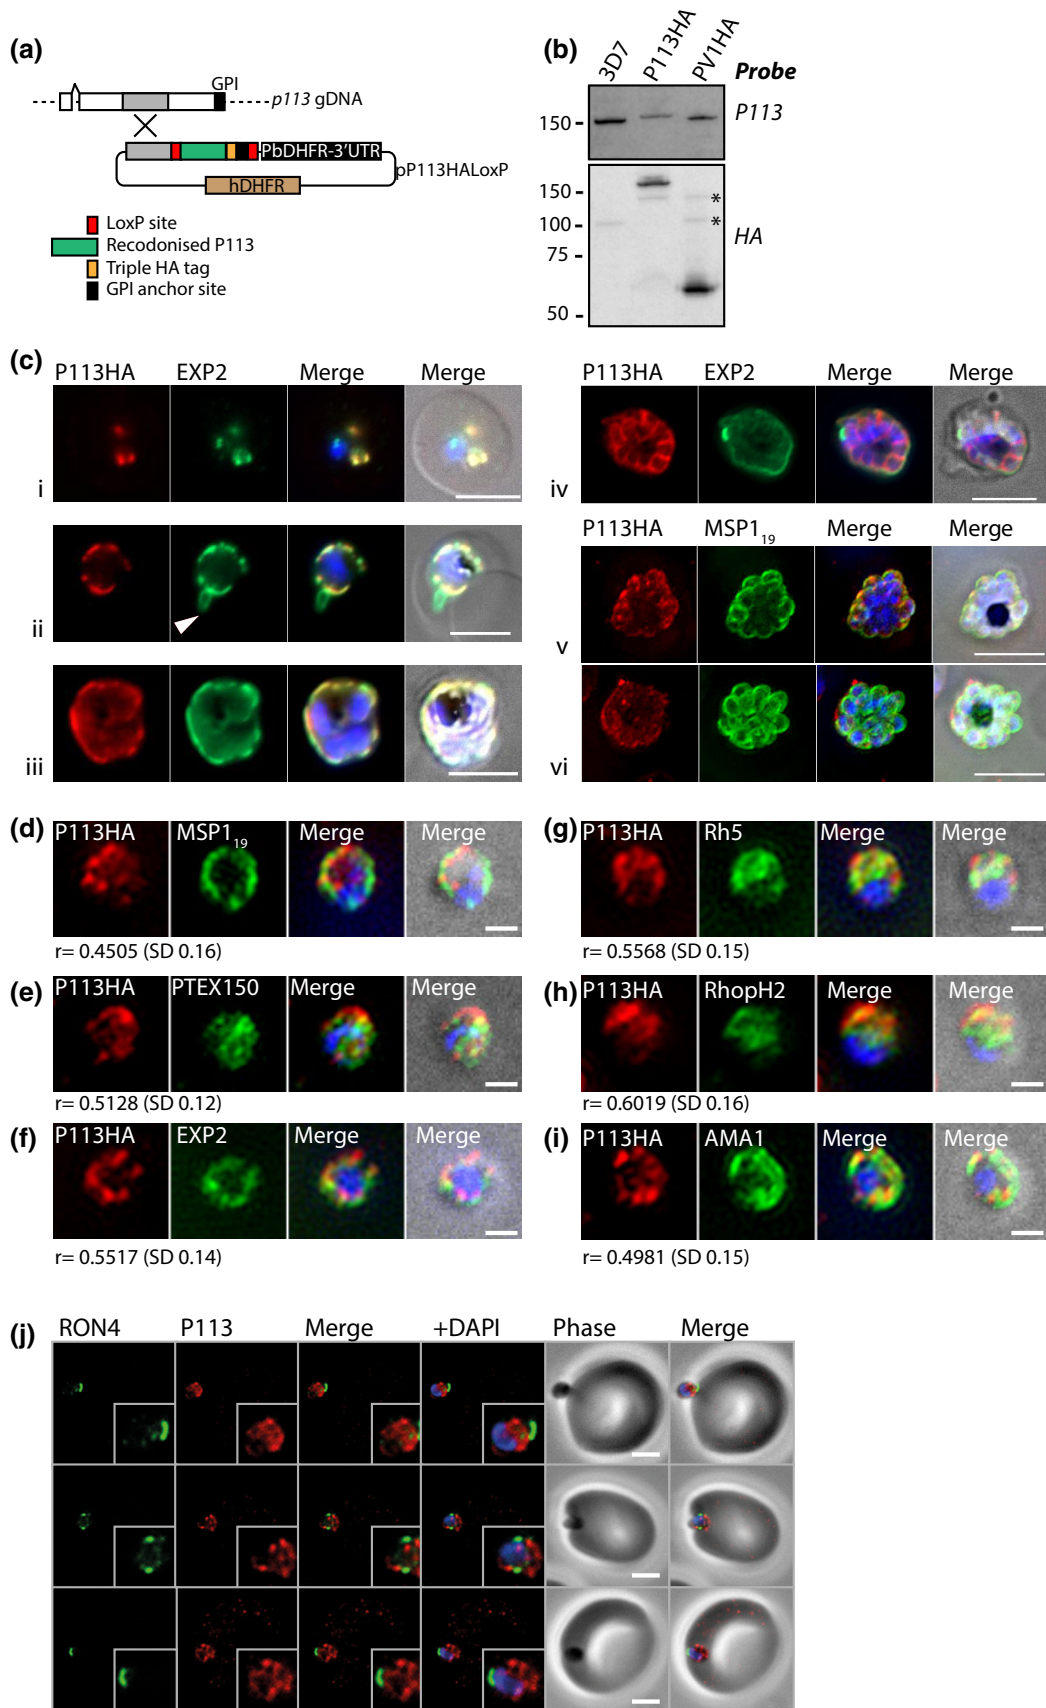 (a)
GPI
p113 gDNA
PbDHFR-3'UTR
pP113HALoxP
hDHFR
LoxP site
Recodonised P113
Triple HA tag
GPI anchor site
(b)
3D7
P113HA
PV1HA
Probe
150
P113
150
*
100
*
75
HA
50
(c)
P113HA EXP2 Merge Merge
i
ii
iii
P113HA EXP2 Merge Merge
iv
P113HA MSP1₁₉ Merge Merge
v
vi
(d)
P113HA MSP1₁₉ Merge Merge
r= 0.4505 (SD 0.16)
(e)
P113HA PTEX150 Merge Merge
r= 0.5128 (SD 0.12)
(f)
P113HA EXP2 Merge Merge
r= 0.5517 (SD 0.14)
(g)
P113HA Rh5 Merge Merge
r= 0.5568 (SD 0.15)
(h)
P113HA RhopH2 Merge Merge
r= 0.6019 (SD 0.16)
(i)
P113HA AMA1 Merge Merge
r= 0.4981 (SD 0.15)
(j)
RON4 P113 Merge +DAPI Phase Merge